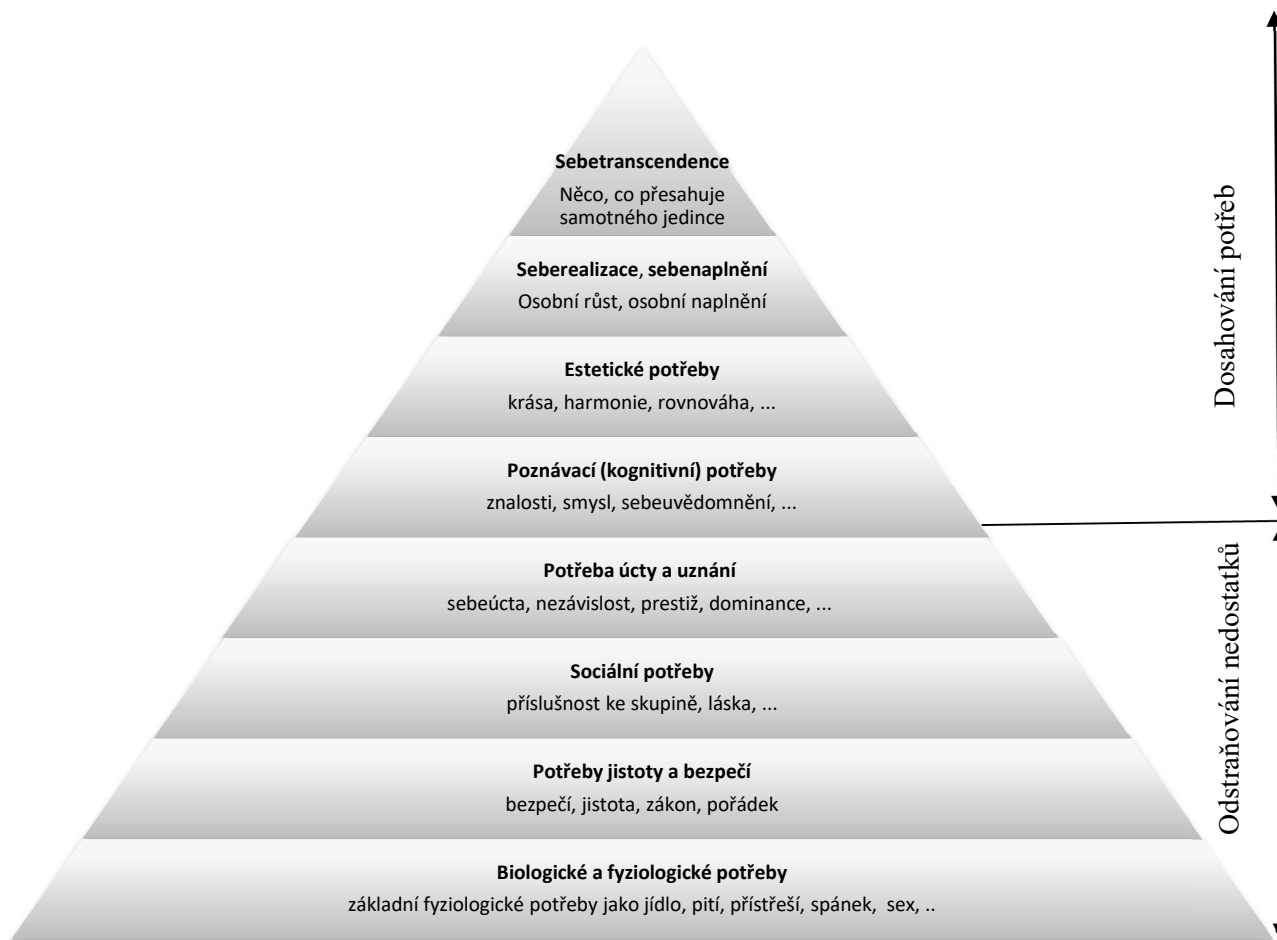 Sebetranscendence
Něco, co přesahuje
samotného jedince
Seberealizace, sebenaplnění
Osobní růst, osobní naplnění
Estetické potřeby
krása, harmonie, rovnováha, ...
Poznávací (kognitivní) potřeby
znalosti, smysl, sebeuvědomnění, ...
Potřeba úcty a uznání
sebeúcta, nezávislost, prestiž, dominance, ...
Sociální potřeby
příslušnost ke skupině, láska, ...
Potřeby jistoty a bezpečí
bezpečí, jistota, zákon, pořádek
Biologické a fyziologické potřeby
základní fyziologické potřeby jako jídlo, pití, přístřeší, spánek,  sex, ..
Dosahování potřeb
Odstraňování nedostatků